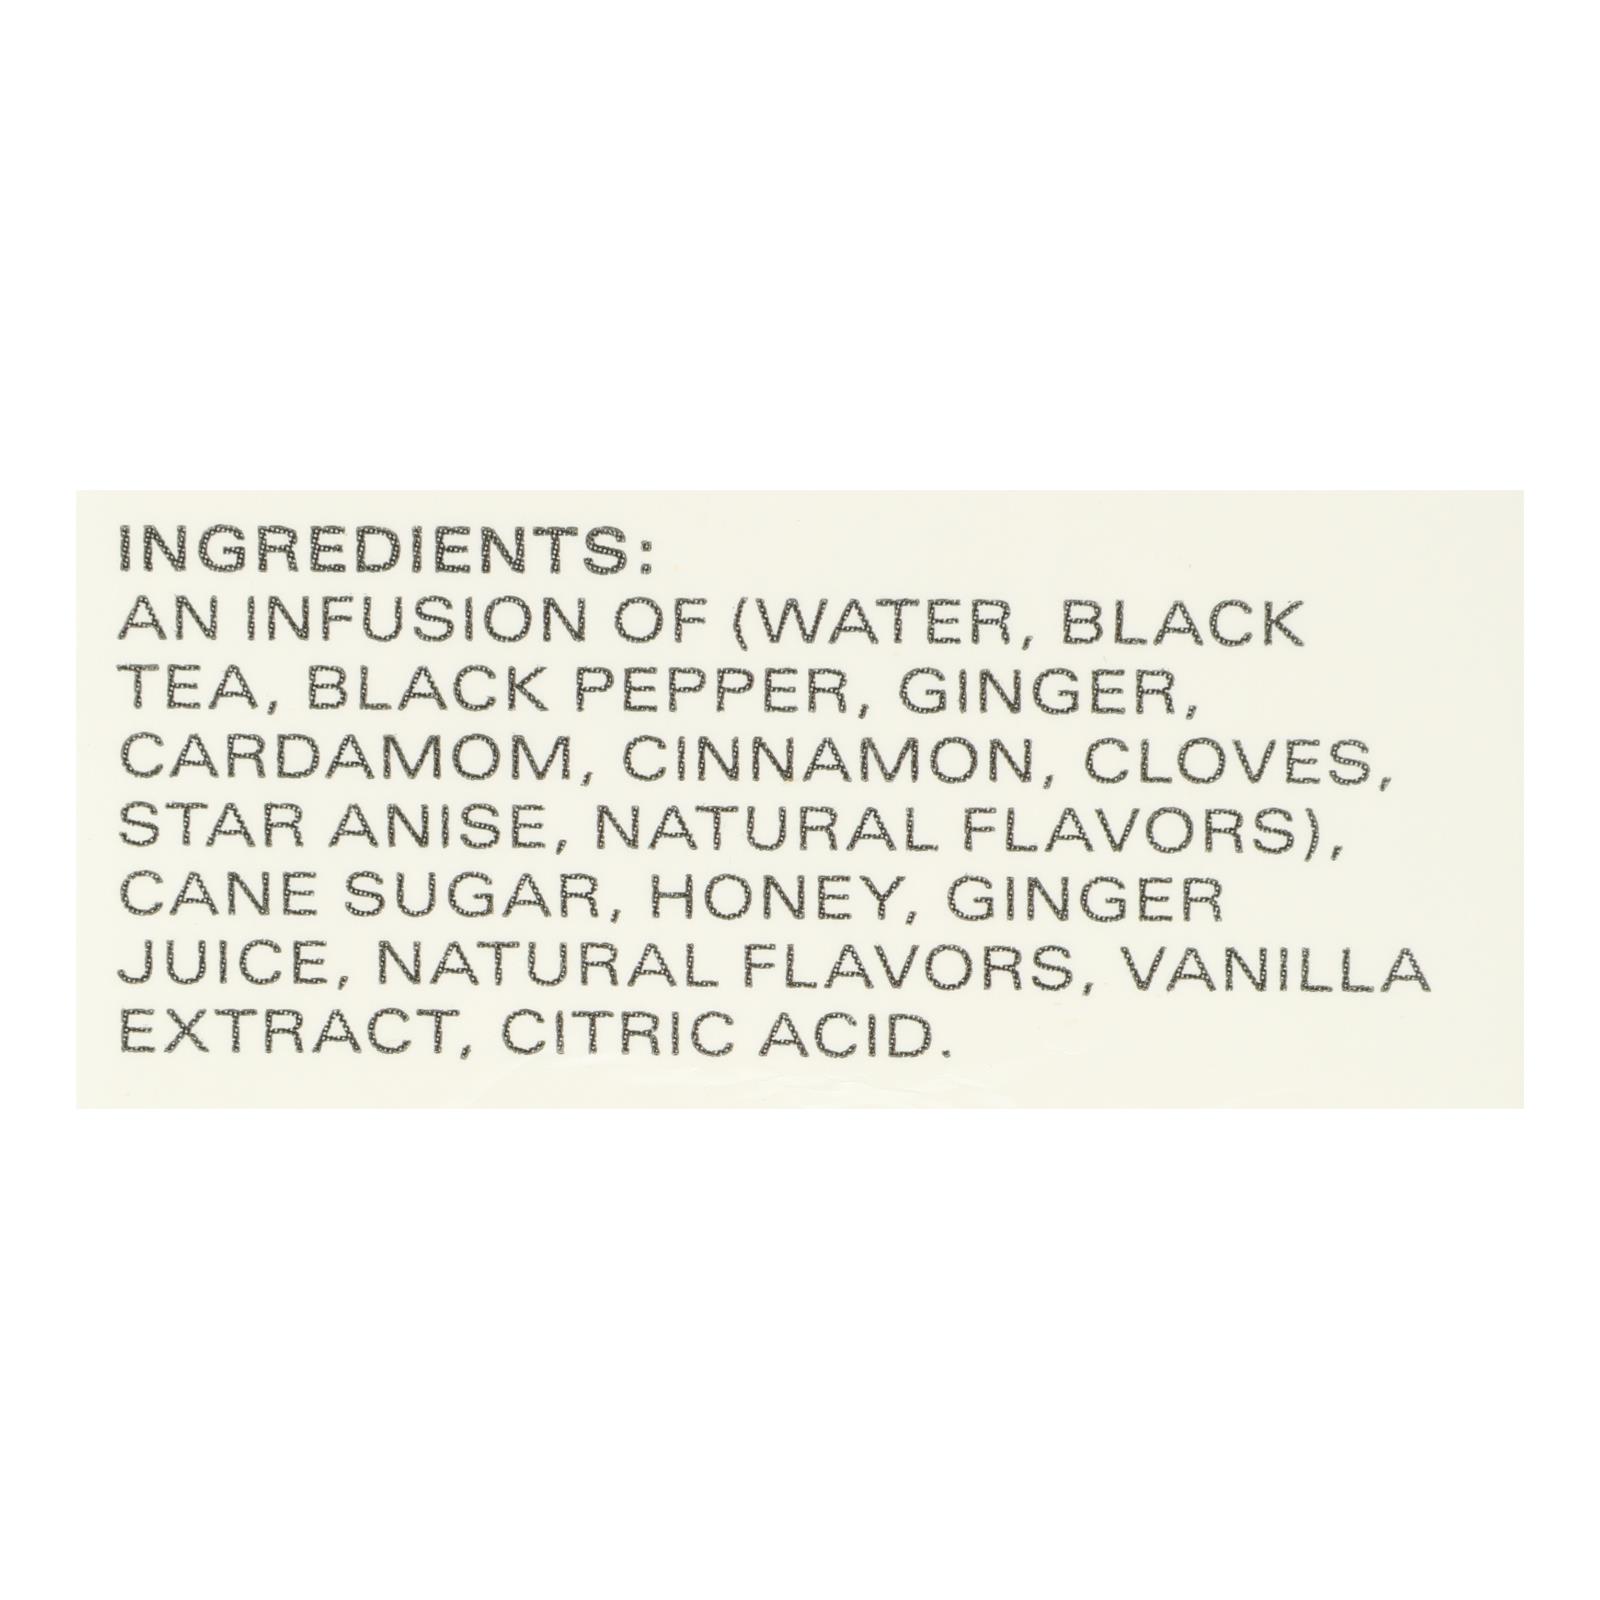 INGREDIENTS:
AN INFUSION OF (WATER, BLACK
TEA, BLACK PEPPER, GINGER,
CARDAMOM, CINNAMON, CLOVES,
STAR ANISE, NATURAL FLAVORS),
CANE SUGAR, HONEY, GINGER
JUICE, NATURAL FLAVORS, VANILLA
EXTRACT, CITRIC ACID.